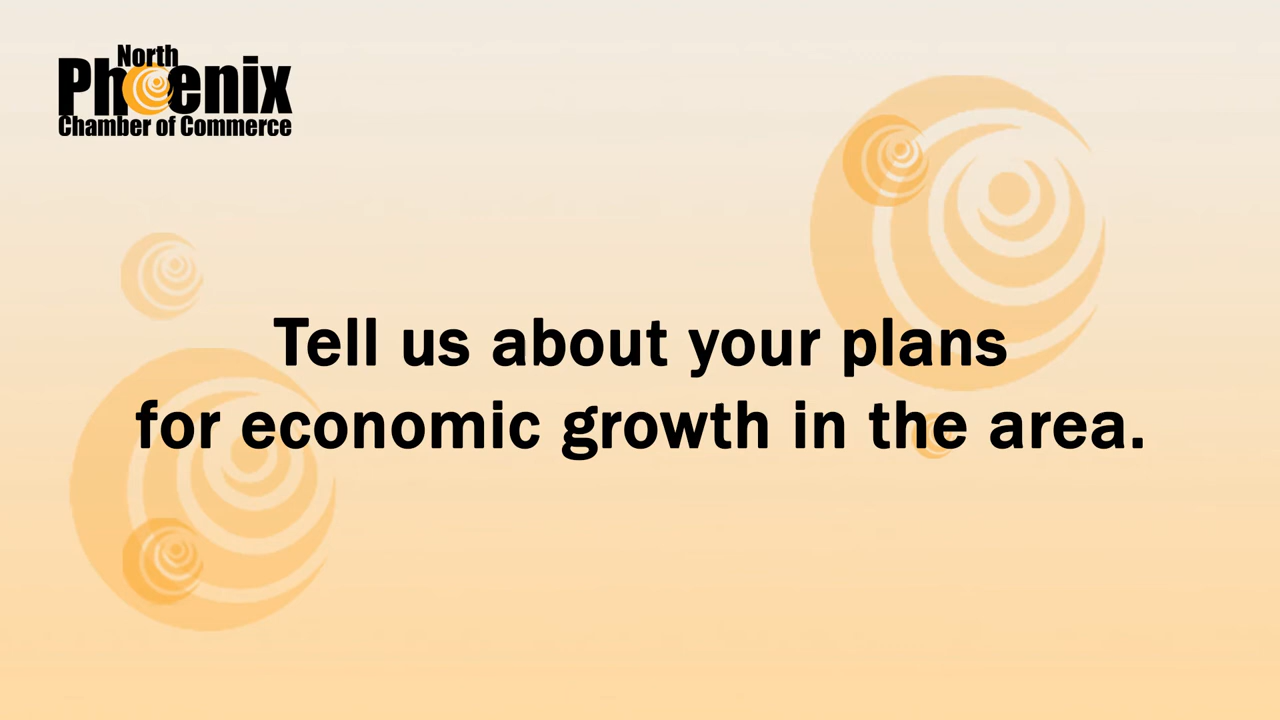 North
Phoenix
Chamber of Commerce
Tell us about your plans
for economic growth in the area.